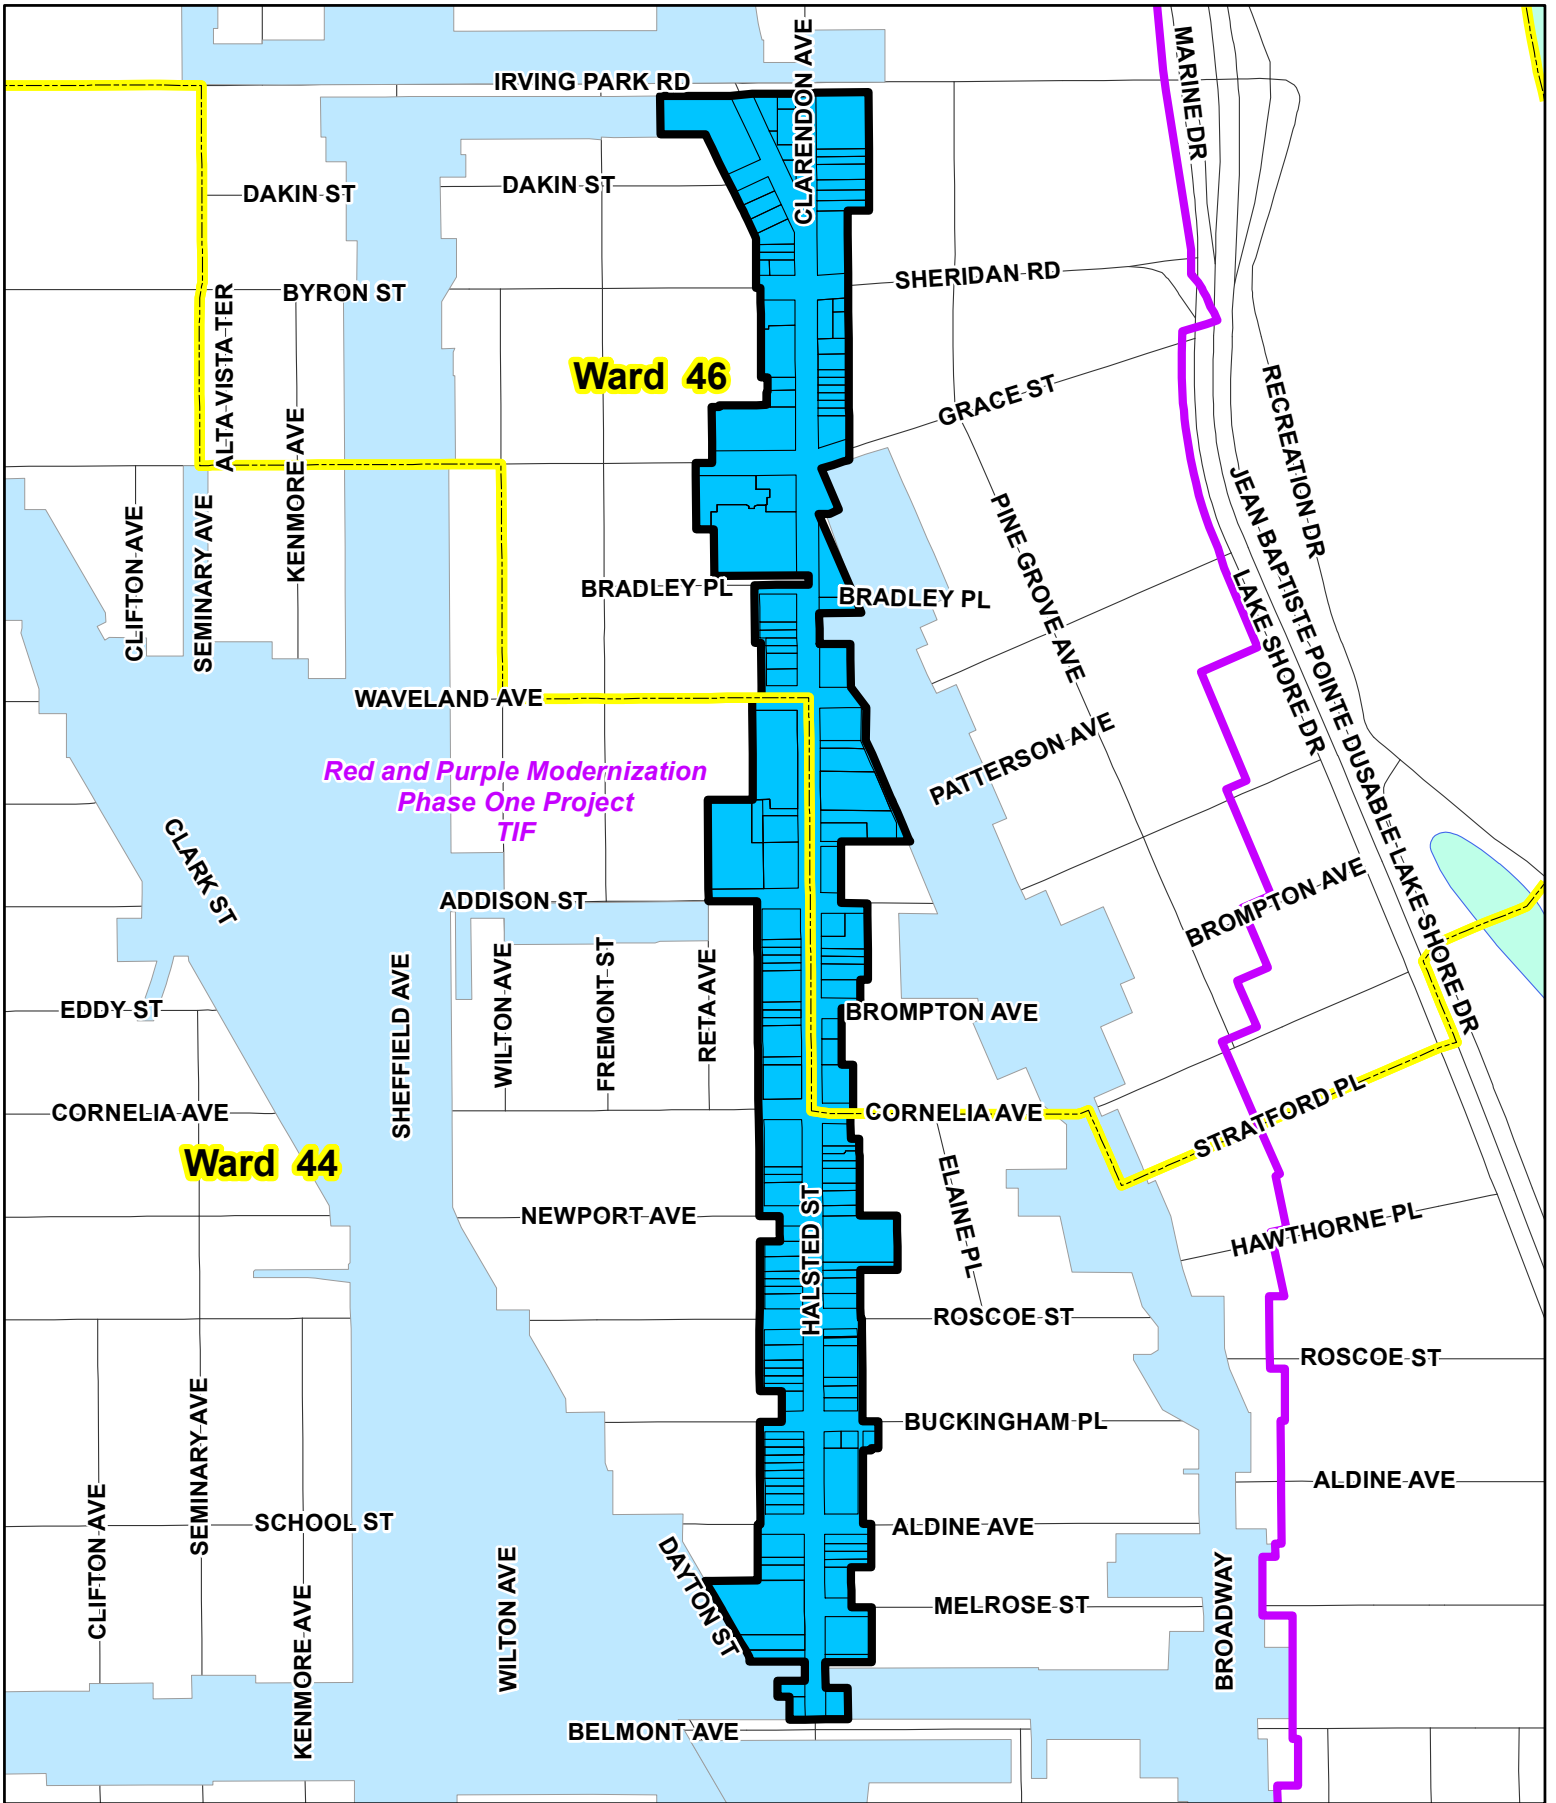 IRVING PARK RD
CLARENDON AVE
MARINE DR
DAKIN ST
DAKIN ST
SHERIDAN RD
BYRON ST
ALTA VISTA TER
Ward 46
GRACE ST
KENMORE AVE
RECREATION DR
JEAN BAPTISTE POINTE DUSABLE LAKE SHORE DR
CLIFTON AVE
SEMINARY AVE
PINE GROVE AVE
BRADLEY PL
BRADLEY PL
LAKE SHORE DR
WAVELAND AVE
PATTERSON AVE
Red and Purple Modernization
Phase One Project
TIF
CLARK ST
ADDISON ST
BROMPTON AVE
SHEFFIELD AVE
WILTON AVE
FREMONT ST
RETA AVE
EDDY ST
BROMPTON AVE
CORNELIA AVE
CORNELIA AVE
STRATFORD PL
Ward 44
ELAINE PL
HALSTED ST
NEWPORT AVE
HAWTHORNE PL
ROSCOE ST
ROSCOE ST
BUCKINGHAM PL
SEMINARY AVE
ALDINE AVE
CLIFTON AVE
SCHOOL ST
ALDINE AVE
DAYTON ST
WILTON AVE
KENMORE AVE
MELROSE ST
BROADWAY
BELMONT AVE